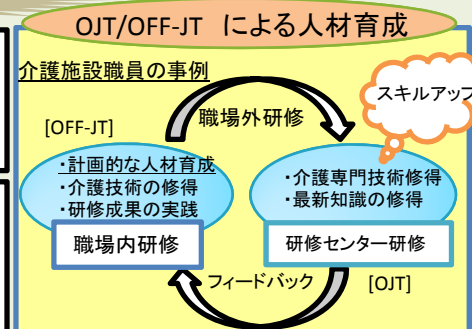 OJT/OFF-JT による人材育成
介護施設職員の事例
スキルアップ
職場外研修
[OFF-JT]
・計画的な人材育成
・介護技術の修得
・研修成果の実践
職場内研修
・介護専門技術修得
・最新知識の修得
研修センター研修
フィードバック
[OJT]